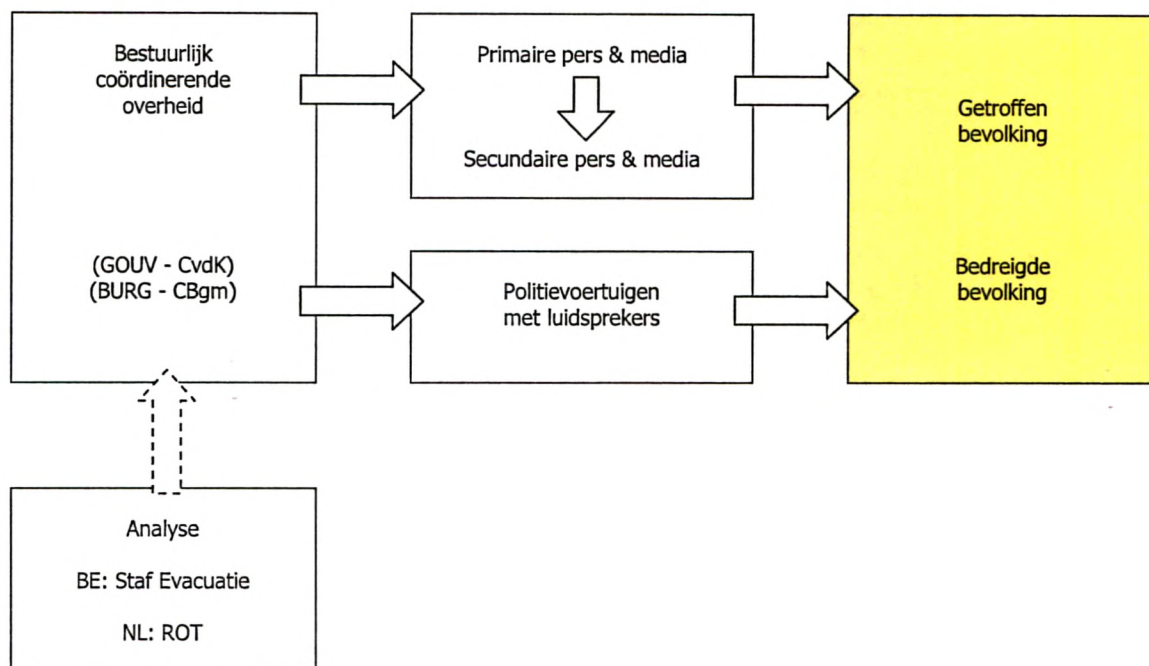 Bestuurlijk
coördinerende
overheid
(GOUV - CvdK)
(BURG - CBgm)
Primaire pers & media
Secundaire pers & media
Politievoertuigen
met luidsprekers
Getroffen
bevolking
Bedreigde
bevolking
Analyse
BE: Staf Evacuatie
NL: ROT